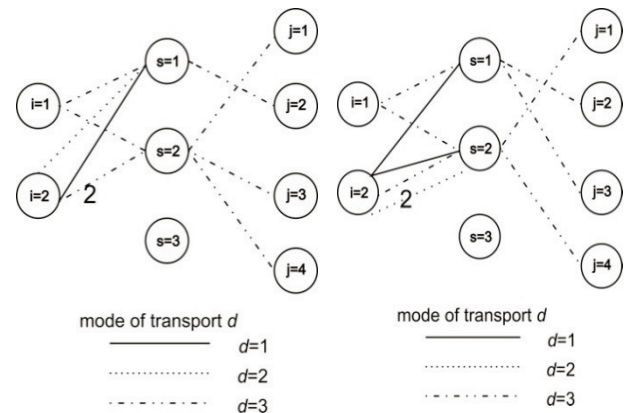 j=1
s=1
i=1
j=2
s=2
i=2
2
j=3
s=3
j=4
mode of transport d
d=1
d=2
d=3
j=1
s=1
i=1
j=2
s=2
i=2
2
j=3
s=3
j=4
mode of transport d
d=1
d=2
d=3